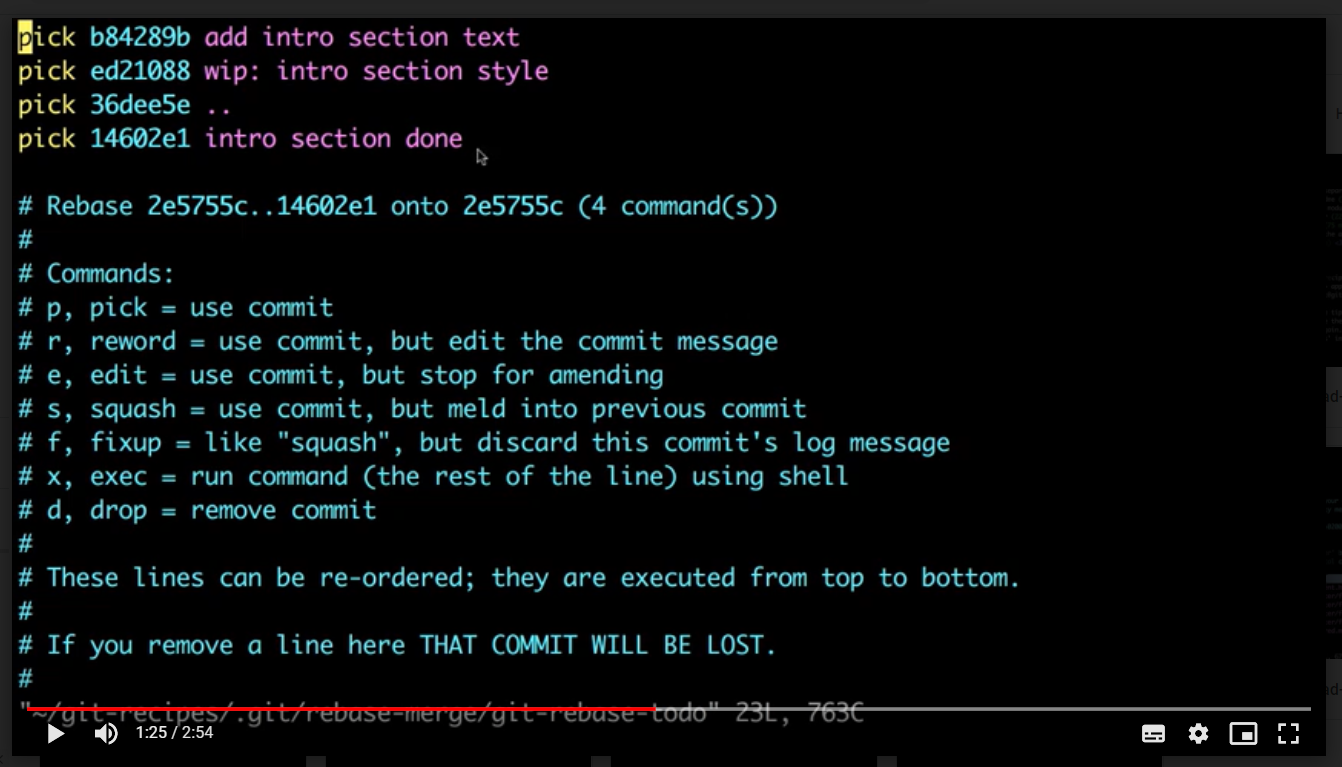 pick b84289b add intro section text
pick ed21088 wip: intro section style
pick 36dee5e ..
pick 14602e1 intro section done
# Rebase 2e5755c..14602e1 onto 2e5755c (4 command(s))
#
# Commands:
# p, pick = use commit
# r, reword = use commit, but edit the commit message
# e, edit = use commit, but stop for amending
# s, squash = use commit, but meld into previous commit
# f, fixup = like "squash", but discard this commit's log message
# x, exec = run command (the rest of the line) using shell
# d, drop = remove commit
#
# These lines can be re-ordered; they are executed from top to bottom.
#
# If you remove a line here THAT COMMIT WILL BE LOST.
#
"~/git-recipes/.git/rebase-merge/git-rebase-todo" 23L, 763C
1:25 / 2:54